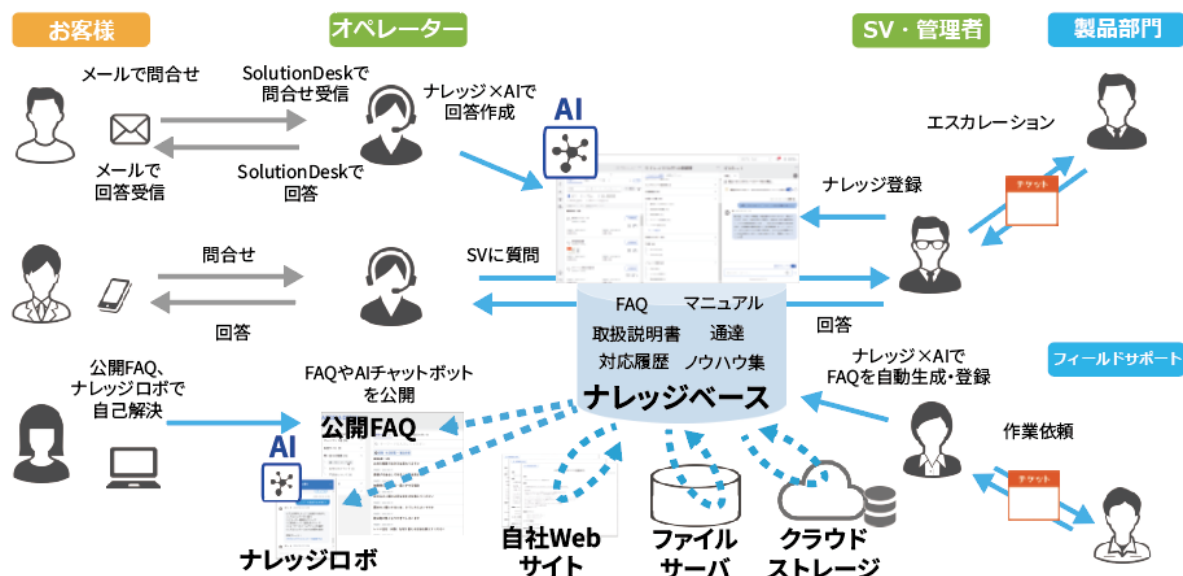 お客様
オペレーター
SV・管理者
製品部門
メールで問合せ
SolutionDeskで
問合せ受信
ナレッジ×AIで
回答作成
AI
エスカレーション
メールで
回答受信
SolutionDeskで
回答
ナレッジ登録
チケット
問合せ
SVに質問
回答
回答
FAQ
マニュアル
取扱説明書
通達
対応履歴
ノウハウ集
ナレッジベース
公開FAQ、
ナレッジロボで
自己解決
FAQやAIチャットボット
を公開
公開FAQ
AI
ナレッジロボ
ナレッジ×AIで
FAQを自動生成・登録
フィールドサポート
作業依頼
チケット
自社Web
サイト
ファイル
サーバ
クラウド
ストレージ